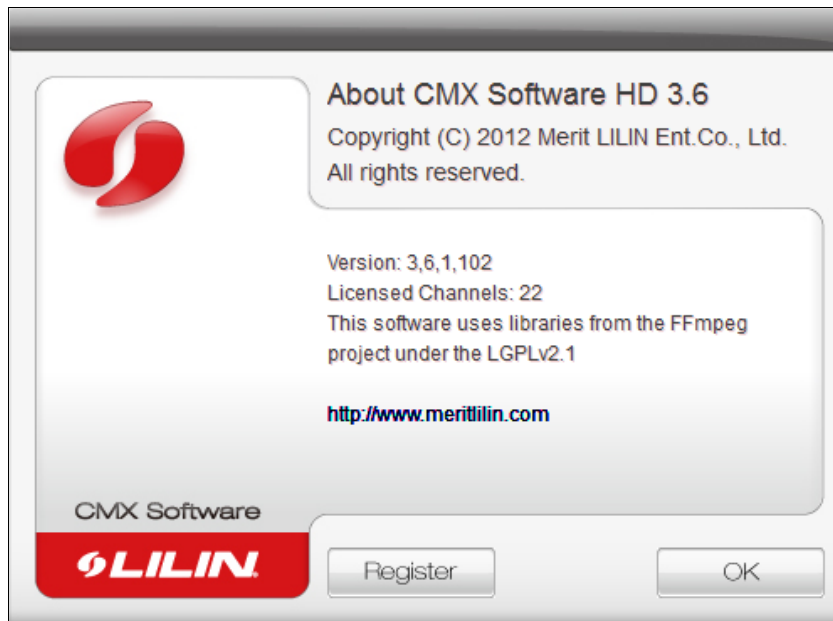 About CMX Software HD 3.6
Copyright (C) 2012 Merit LILIN Ent.Co., Ltd.
All rights reserved.
Version: 3,6,1,102
Licensed Channels: 22
This software uses libraries from the FFmpeg
project under the LGPLv2.1
http://www.meritlilin.com
CMX Software
LILIN
Register
OK